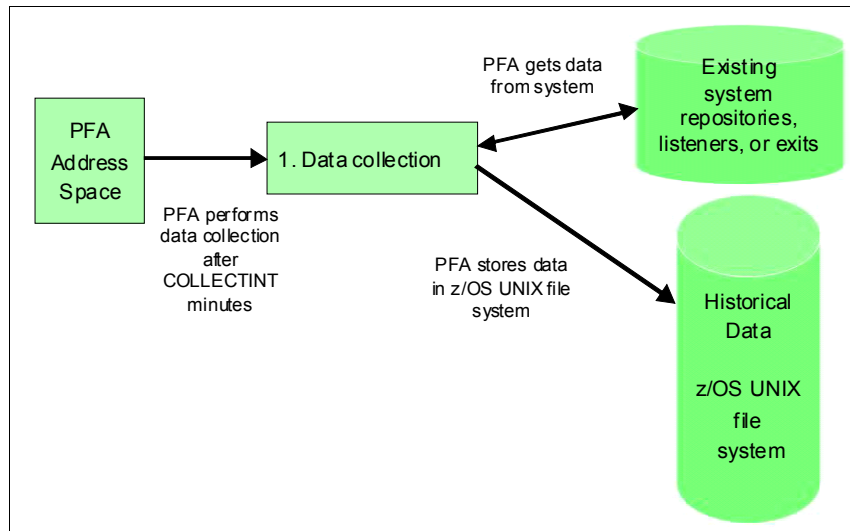 PFA
Address
Space
PFA performs
data collection
after
COLLECTINT
minutes
1. Data collection
PFA gets data
from system
Existing
system
repositories,
listeners, or exits
PFA stores data
in z/OS UNIX file
system
Historical
Data
z/OS UNIX
file
system